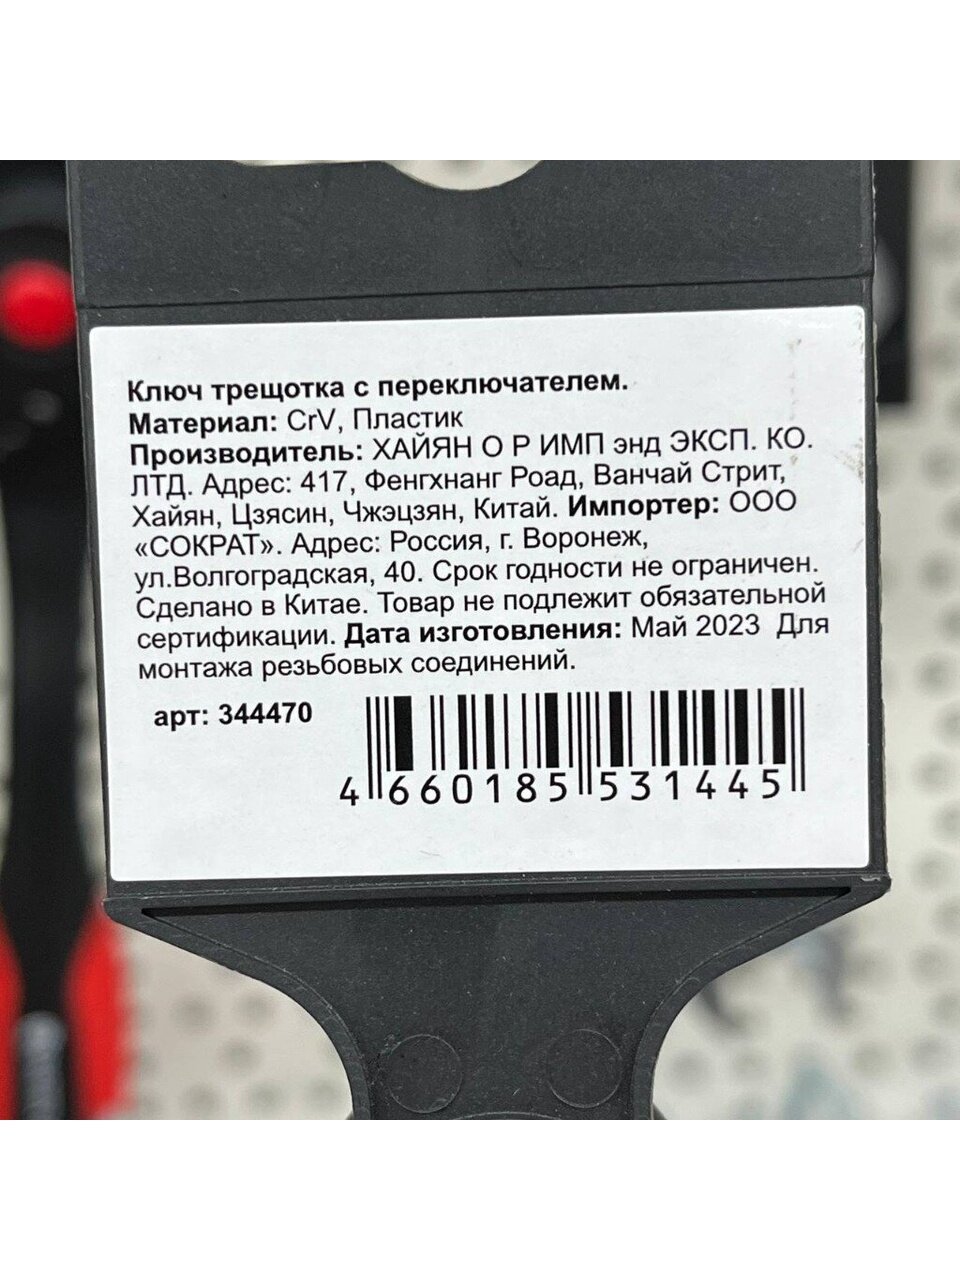 Ключ трещотка с переключателем.
Материал: CrV, Пластик
Производитель: ХАЙЯН О Р ИМП энд ЭКСП. КО.
ЛТД. Адрес: 417, Фенгхнанг Роад, Ванчай Стрит,
Хайян, Цзясин, Чжэцзян, Китай. Импортер: ООО
«СОКРАТ». Адрес: Россия, г. Воронеж,
ул.Волгоградская, 40. Срок годности не ограничен.
Сделано в Китае. Товар не подлежит обязательной
сертификации. Дата изготовления: Май 2023 Для
монтажа резьбовых соединений.
арт: 344470
4 660185 531445